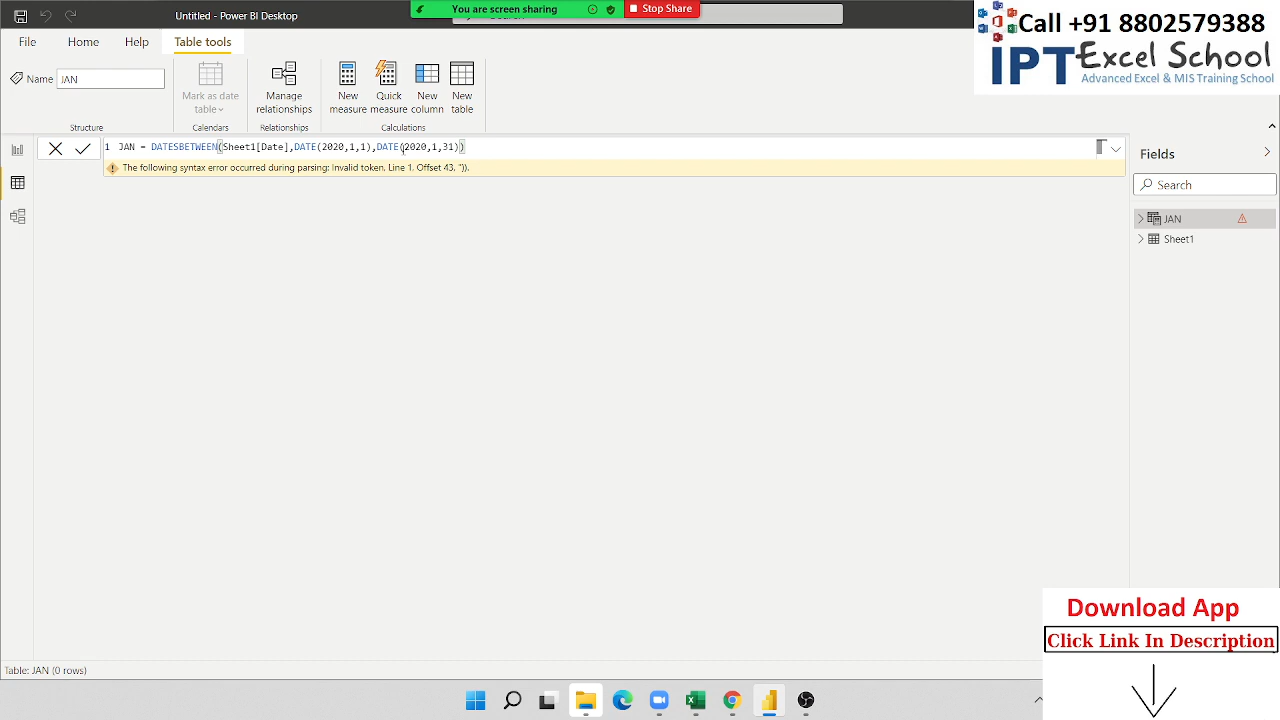 Untitled - Power BI Desktop
You are screen sharing
Stop Share
Call +91 8802579388
IPT Excel School
Advanced Excel & MIS Training School
File
Home
Help
Table tools
Name
JAN
Mark as date
table
Manage
relationships
New
measure
Quick
measure
New
column
New
table
Structure
Calendars
Relationships
Calculations
1 JAN = DATESBETWEEN(Sheet1[Date],DATE(2020,1,1),DATE(2020,1,31))
The following syntax error occurred during parsing: Invalid token, Line 1, Offset 43, ")).
Fields
Search
JAN
Sheet1
Download App
Click Link In Description
Table: JAN (0 rows)